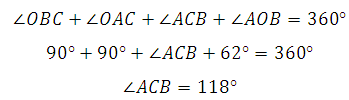 ∠OBC + ∠OAC + ∠ACB + ∠AOB = 360°
90° + 90° + ∠ACB + 62° = 360°
∠ACB = 118°